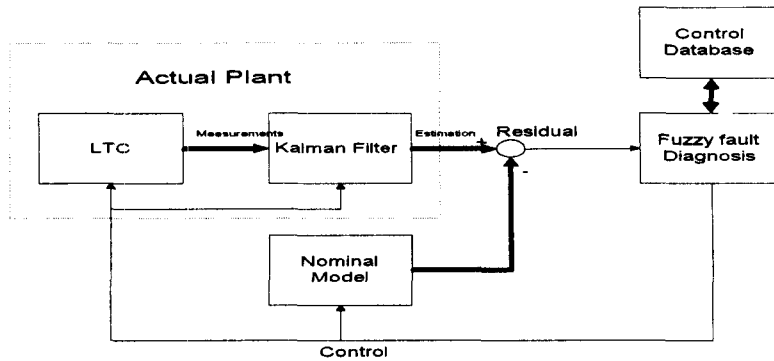 Control
Database
Actual Plant
LTC
Measurements
Kalman Filter
Estimation
+
Residual
-
Fuzzy fault
Diagnosis
Nominal
Model
Control